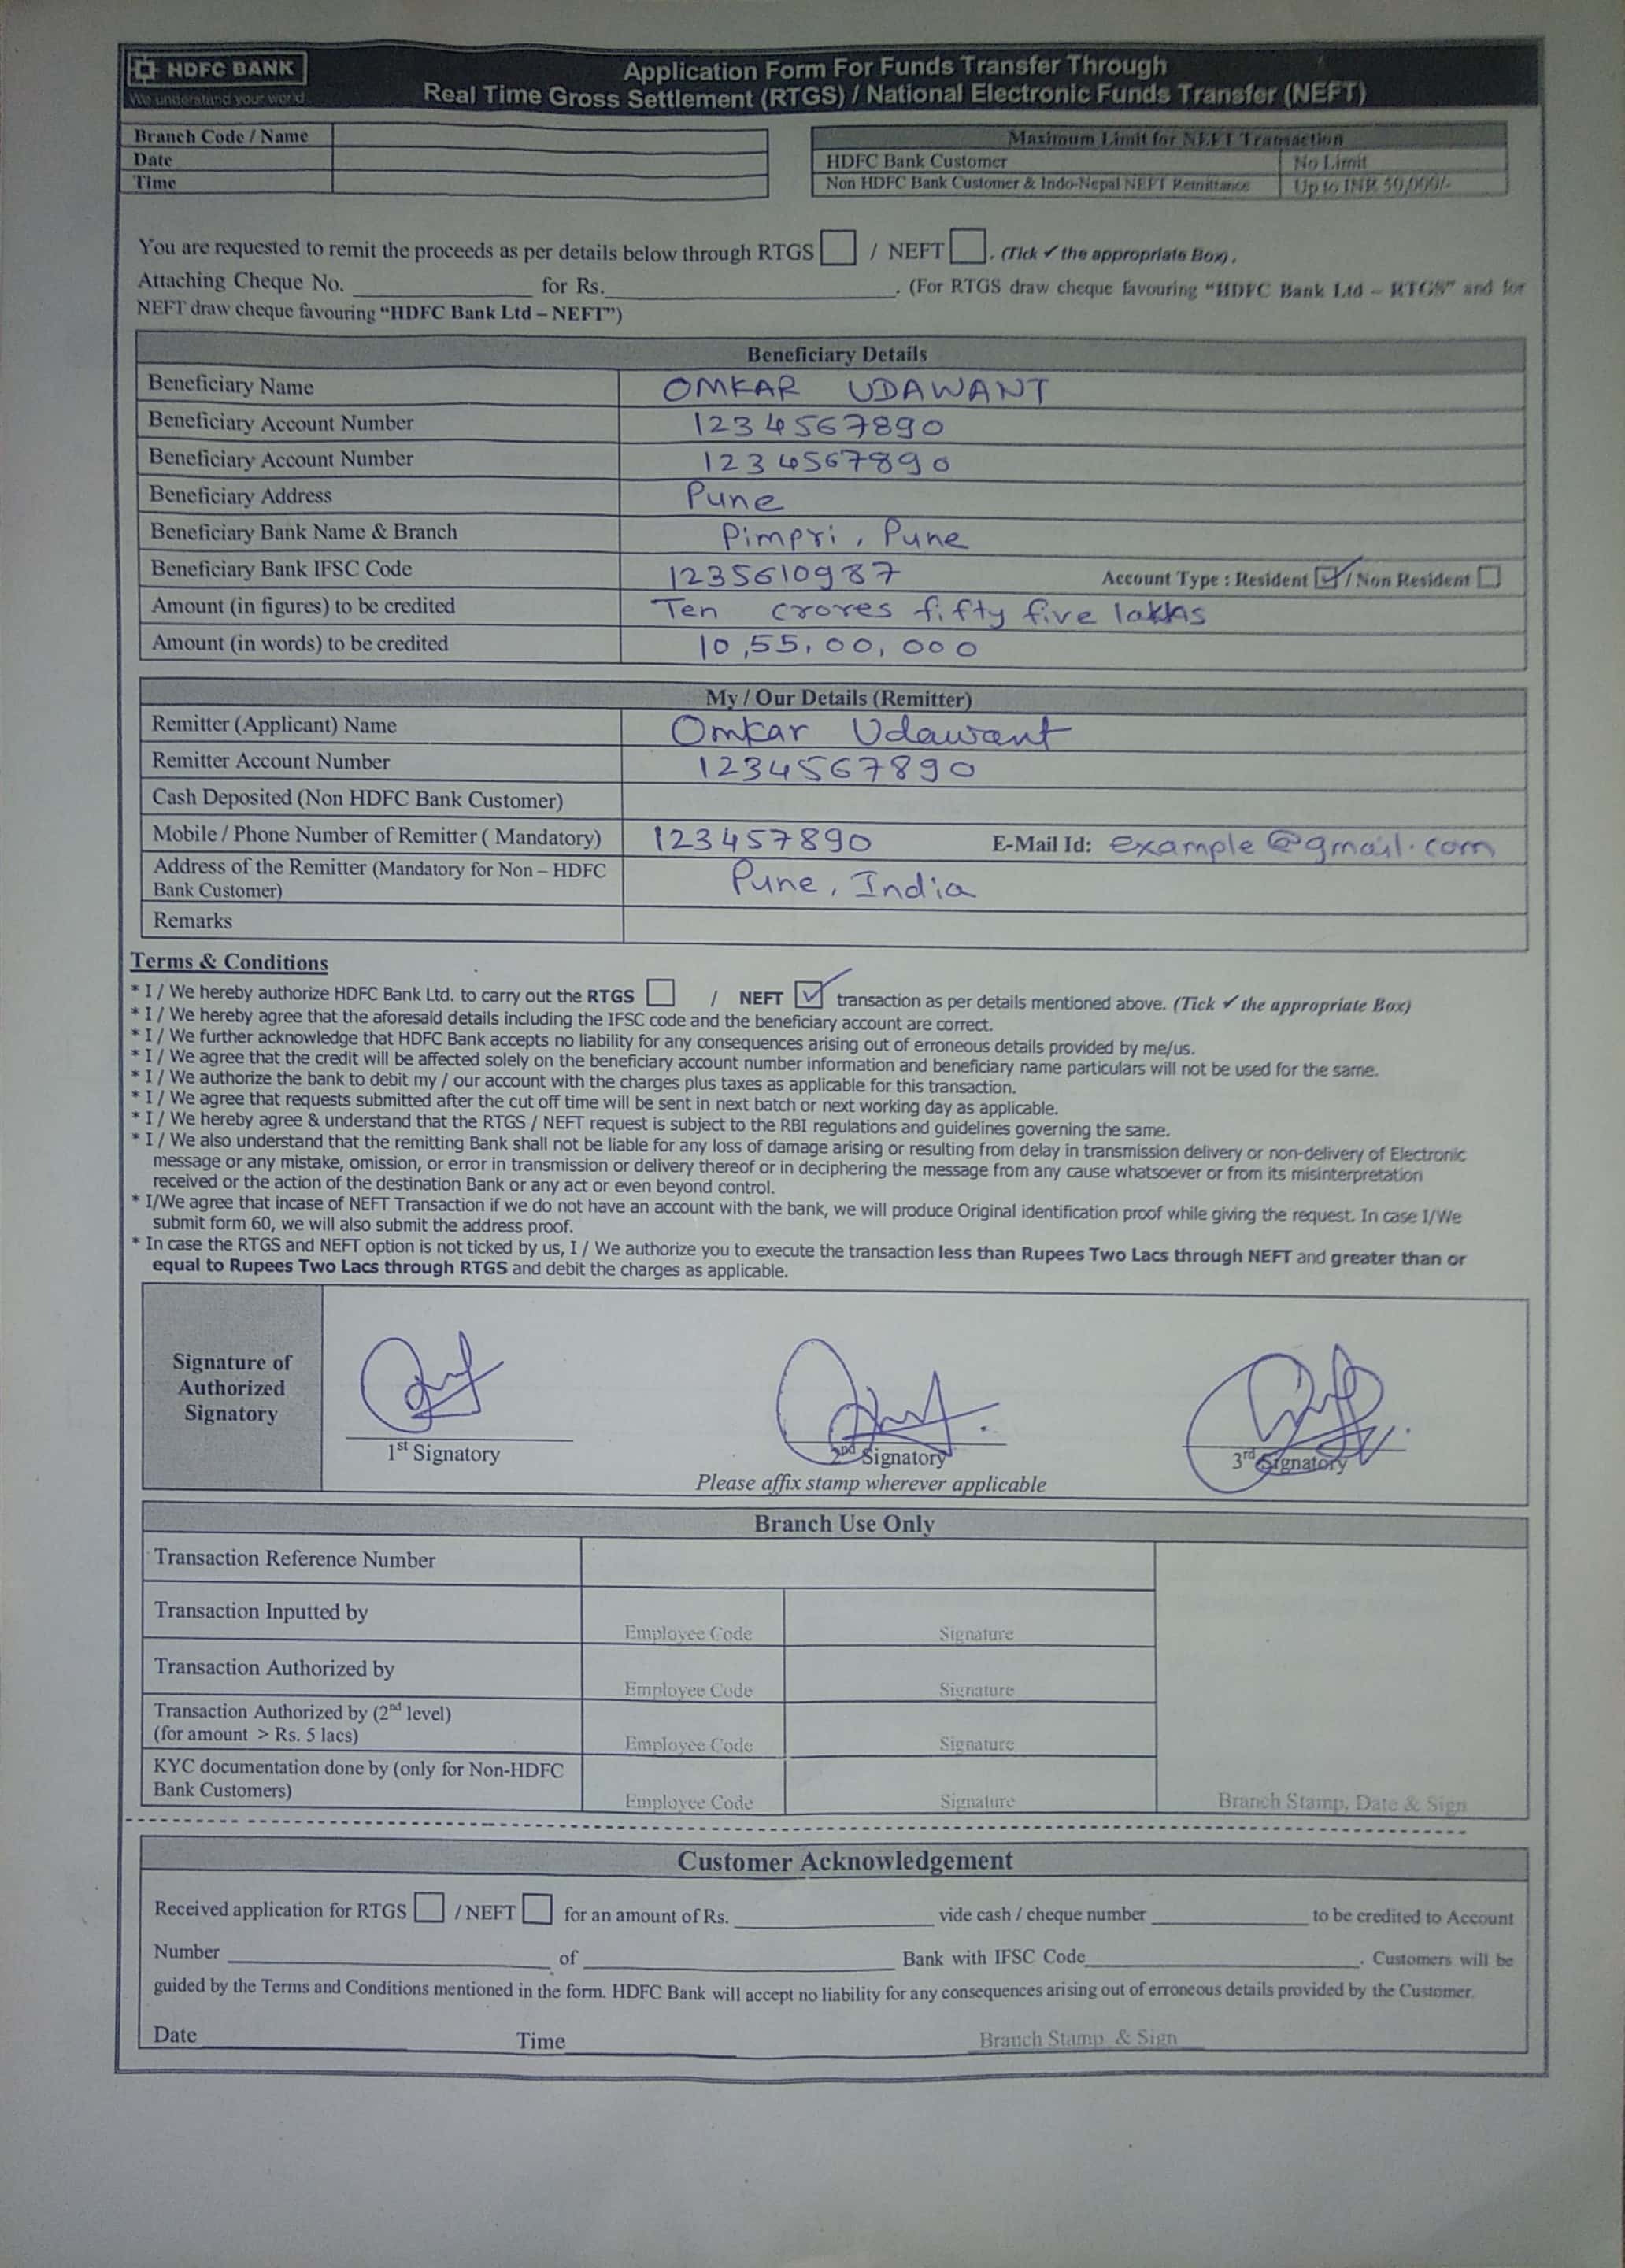 HDFC BANK
We understand your world
Application Form For Funds Transfer Through
Real Time Gross Settlement (RTGS) / National Electronic Funds Transfer (NEFT)
Branch Code / Name
Date
Time
Maximum Limit for NEFT Transaction
HDFC Bank Customer No Limit
Non HDFC Bank Customer & Indo-Nepal NEFT Remittance Up to INR 50,000/-
You are requested to remit the proceeds as per details below through RTGS ☐ / NEFT ☐. (Tick ✓ the appropriate Box).
Attaching Cheque No. __________ for Rs. __________. (For RTGS draw cheque favouring “HDFC Bank Ltd – RTGS” and for
NEFT draw cheque favouring “HDFC Bank Ltd – NEFT”)
Beneficiary Details
Beneficiary Name OMKAR UDAWANT
Beneficiary Account Number 1234567890
Beneficiary Account Number 1234567890
Beneficiary Address Pune
Beneficiary Bank Name & Branch Pimpri, Pune
Beneficiary Bank IFSC Code 1235610987 Account Type : Resident ☑ / Non Resident ☐
Amount (in figures) to be credited Ten crores fifty five lakhs
Amount (in words) to be credited 10,55,00,000
My / Our Details (Remitter)
Remitter (Applicant) Name Omkar Udawant
Remitter Account Number 1234567890
Cash Deposited (Non HDFC Bank Customer)
Mobile / Phone Number of Remitter ( Mandatory) 123457890 E-Mail Id: example@gmail.com
Address of the Remitter (Mandatory for Non – HDFC
Bank Customer) Pune, India
Remarks
Terms & Conditions
* I / We hereby authorize HDFC Bank Ltd. to carry out the RTGS ☐ / NEFT ☑ transaction as per details mentioned above. (Tick ✓ the appropriate Box)
* I / We hereby agree that the aforesaid details including the IFSC code and the beneficiary account are correct.
* I / We further acknowledge that HDFC Bank accepts no liability for any consequences arising out of erroneous details provided by me/us.
* I / We agree that the credit will be affected solely on the beneficiary account number information and beneficiary name particulars will not be used for the same.
* I / We authorize the bank to debit my / our account with the charges plus taxes as applicable for this transaction.
* I / We agree that requests submitted after the cut off time will be sent in next batch or next working day as applicable.
* I / We hereby agree & understand that the RTGS / NEFT request is subject to the RBI regulations and guidelines governing the same.
* I / We also understand that the remitting Bank shall not be liable for any loss of damage arising or resulting from delay in transmission delivery or non-delivery of Electronic
message or any mistake, omission, or error in transmission or delivery thereof or in deciphering the message from any cause whatsoever or from its misinterpretation
received or the action of the destination Bank or any act or even beyond control.
* I/We agree that incase of NEFT Transaction if we do not have an account with the bank, we will produce Original identification proof while giving the request. In case I/We
submit form 60, we will also submit the address proof.
* In case the RTGS and NEFT option is not ticked by us, I / We authorize you to execute the transaction less than Rupees Two Lacs through NEFT and greater than or
equal to Rupees Two Lacs through RTGS and debit the charges as applicable.
Signature of
Authorized
Signatory
1st Signatory 2nd Signatory 3rd Signatory
Please affix stamp wherever applicable
Branch Use Only
Transaction Reference Number
Transaction Inputted by Employee Code Signature
Transaction Authorized by Employee Code Signature
Transaction Authorized by (2nd level)
(for amount > Rs. 5 lacs) Employee Code Signature
KYC documentation done by (only for Non-HDFC
Bank Customers) Employee Code Signature Branch Stamp, Date & Sign
Customer Acknowledgement
Received application for RTGS ☐ / NEFT ☐ for an amount of Rs. __________ vide cash / cheque number __________ to be credited to Account
Number __________ of __________ Bank with IFSC Code __________. Customers will be
guided by the Terms and Conditions mentioned in the form. HDFC Bank will accept no liability for any consequences arising out of erroneous details provided by the Customer.
Date __________ Time __________ Branch Stamp & Sign